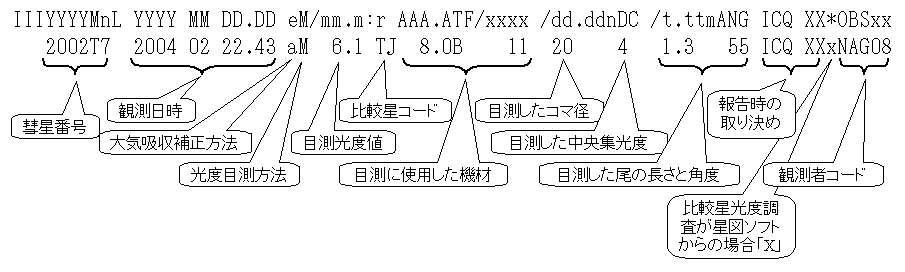 IIIYYYYMnL YYYY MM DD.DD eM/mm.m:r AAA.ATF/xxxx /dd.ddnDC /t.ttmANG ICQ XX*OBSxx
2002T7 2004 02 22.43 aM 6.1 TJ 8.0B 11 20 4 1.3 55 ICQ XXxNAG08
彗星番号
観測日時
大気吸収補正方法
光度目測方法
目測光度値
比較星コード
目測に使用した機材
目測したコマ径
目測した中央集光度
目測した尾の長さと角度
報告時の
取り決め
比較星光度調
査が星図ソフト
からの場合「X」
観測者コード